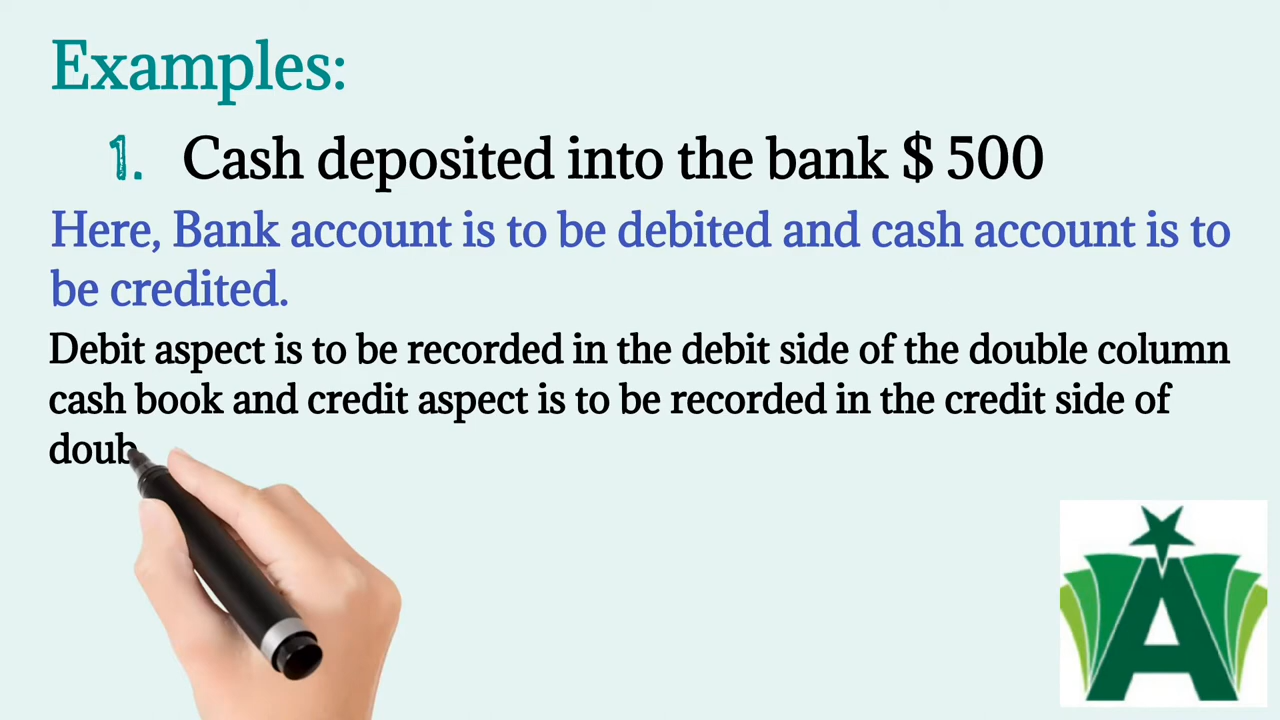 Examples:
1. Cash deposited into the bank $ 500
Here, Bank account is to be debited and cash account is to
be credited.
Debit aspect is to be recorded in the debit side of the double column
cash book and credit aspect is to be recorded in the credit side of
doub
A